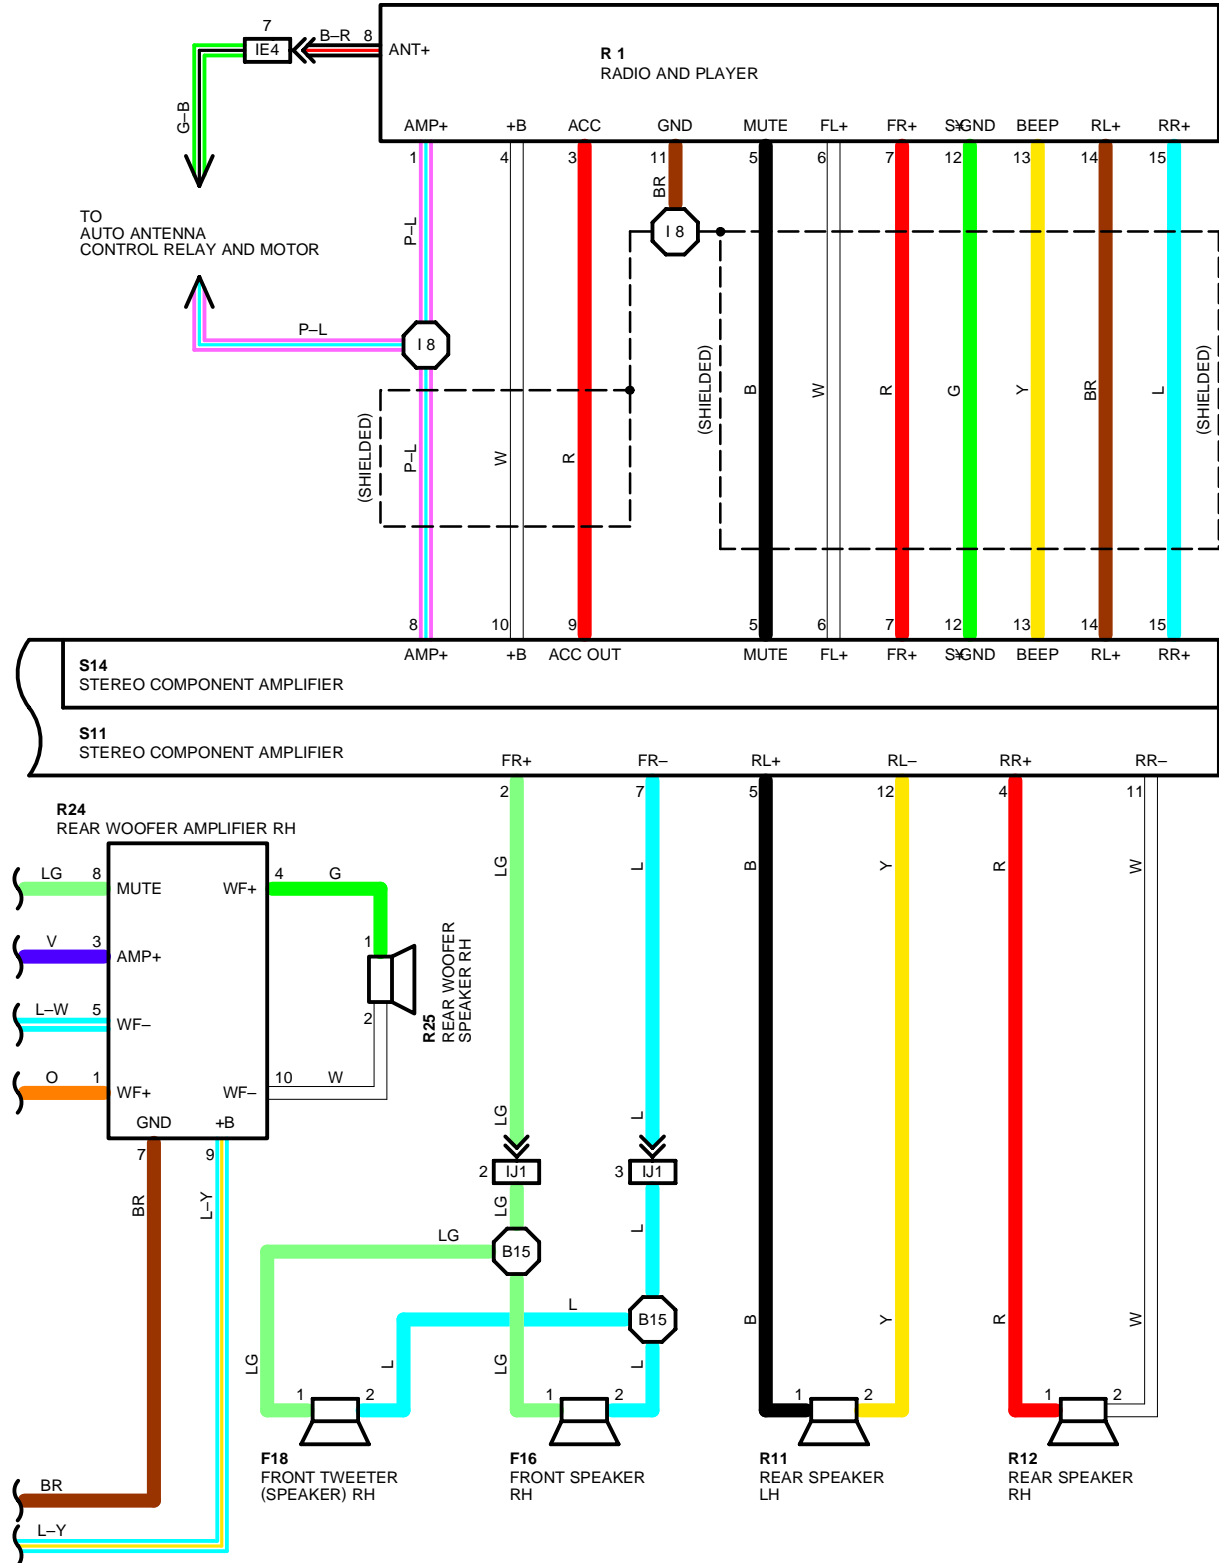 7
IE4
B–R 8
ANT+
R 1
RADIO AND PLAYER
G–B
AMP+ +B ACC GND MUTE FL+ FR+ S¥GND BEEP RL+ RR+
1 4 3 11 5 6 7 12 13 14 15
BR
TO
AUTO ANTENNA
CONTROL RELAY AND MOTOR
P–L
I 8
P–L
I 8
(SHIELDED)
P–L
W
R
(SHIELDED)
B
W
R
G
Y
BR
L
(SHIELDED)
8 10 9 5 6 7 12 13 14 15
AMP+ +B ACC OUT MUTE FL+ FR+ S¥GND BEEP RL+ RR+
S14
STEREO COMPONENT AMPLIFIER
S11
STEREO COMPONENT AMPLIFIER
FR+ FR– RL+ RL– RR+ RR–
2 7 5 12 4 11
R24
REAR WOOFER AMPLIFIER RH
LG 8 MUTE WF+ 4 G
V 3 AMP+
L–W 5 WF–
O 1 WF+ WF– 10 W
GND +B
7 9
1
2
R25
REAR WOOFER
SPEAKER RH
LG
L
B
Y
R
W
LG
L
2 IJ1
3 IJ1
BR
L–Y
LG
L
LG
B15
L
B15
LG
L
LG
L
B
Y
R
W
1 2
1 2
1 2
1 2
F18
FRONT TWEETER
(SPEAKER) RH
F16
FRONT SPEAKER
RH
R11
REAR SPEAKER
LH
R12
REAR SPEAKER
RH
BR
L–Y